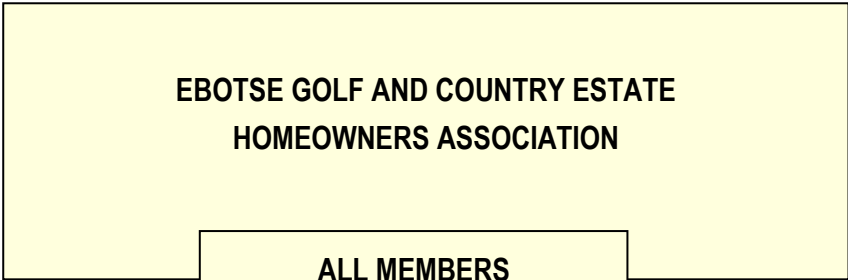 EBOTSE GOLF AND COUNTRY ESTATE
HOMEOWNERS ASSOCIATION
ALL MEMBERS